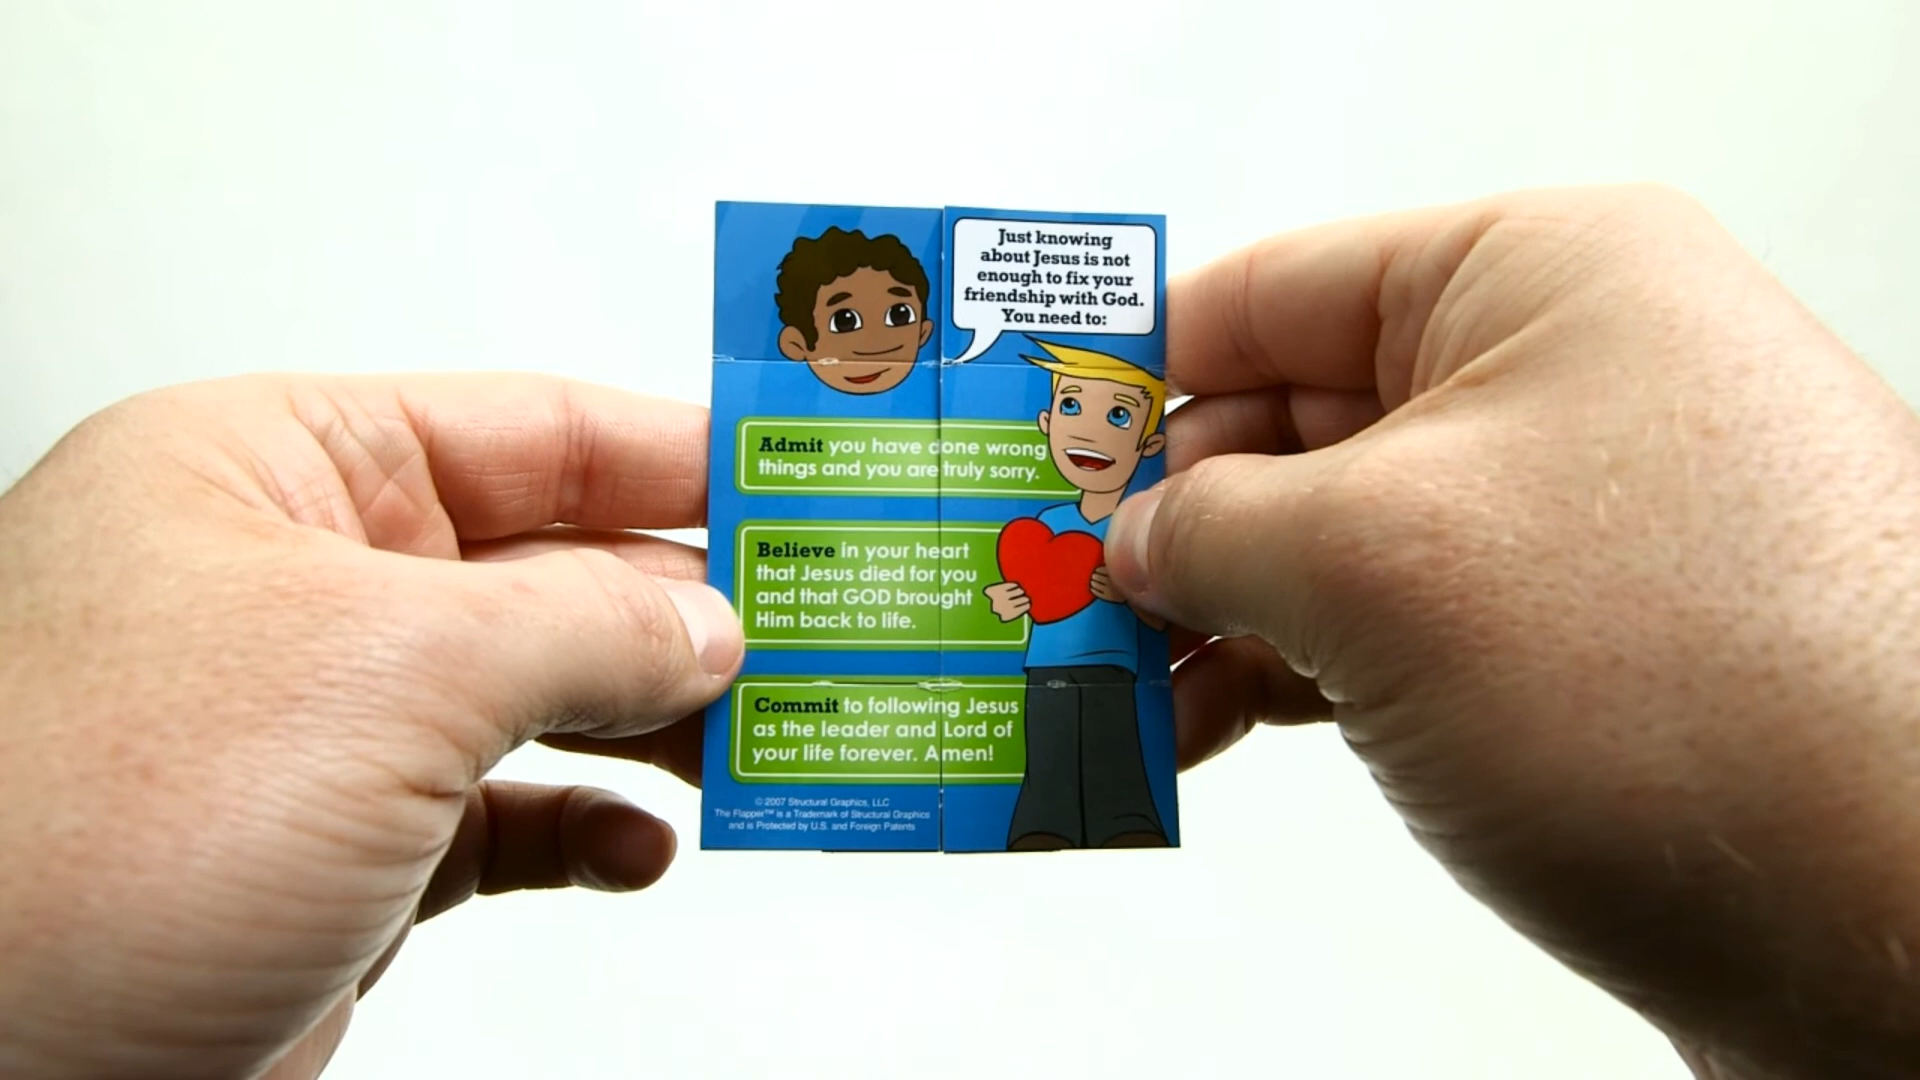 Just knowing
about Jesus is not
enough to fix your
friendship with God.
You need to:
Admit you have done wrong
things and you are truly sorry.
Believe in your heart
that Jesus died for you
and that GOD brought
Him back to life.
Commit to following Jesus
as the leader and Lord of
your life forever. Amen!
© 2007 Structural Graphics, LLC
The Flapper™ is a Trademark of Structural Graphics
and is Protected by U.S. and Foreign Patents